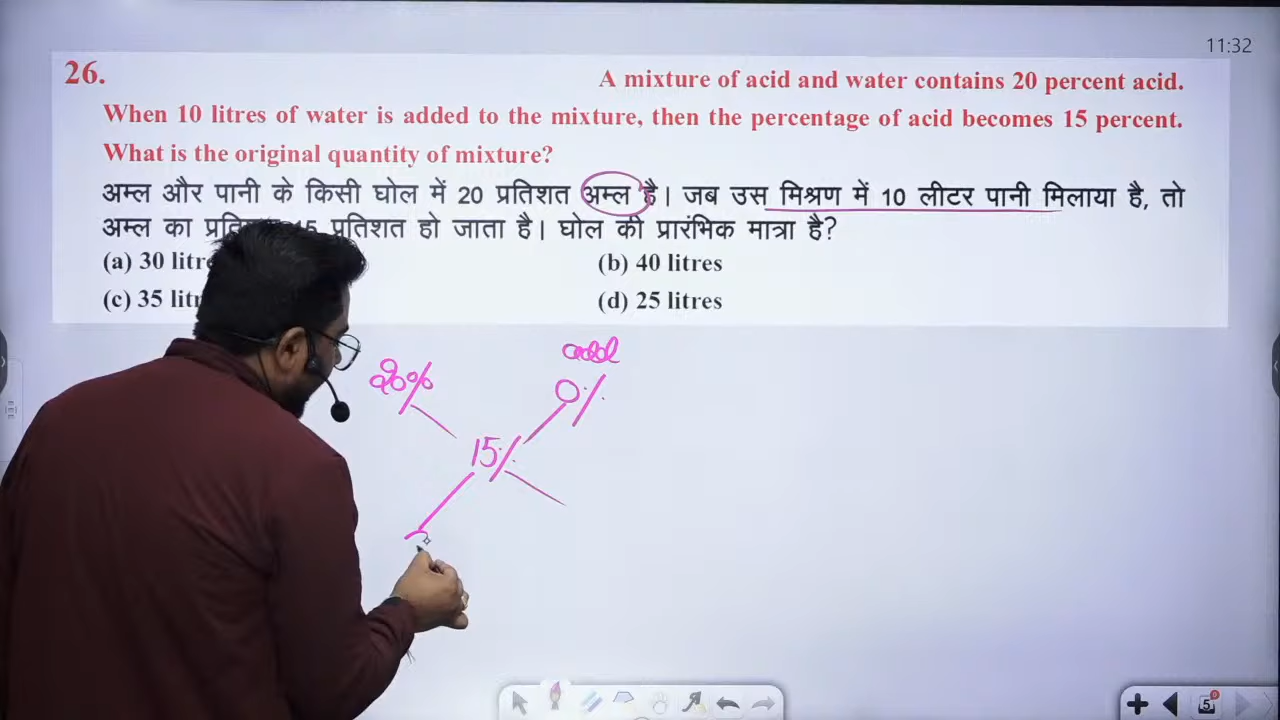 11:32
26.
A mixture of acid and water contains 20 percent acid.
When 10 litres of water is added to the mixture, then the percentage of acid becomes 15 percent.
What is the original quantity of mixture?
अम्ल और पानी के किसी घोल में 20 प्रतिशत अम्ल है। जब उस मिश्रण में 10 लीटर पानी मिलाया है, तो
अम्ल का 15 प्रतिशत हो जाता है। घोल की प्रारंभिक मात्रा है?
(a) 30 (b) 40 litres
(c) 35 (d) 25 litres
add
20% 0%
15%
5